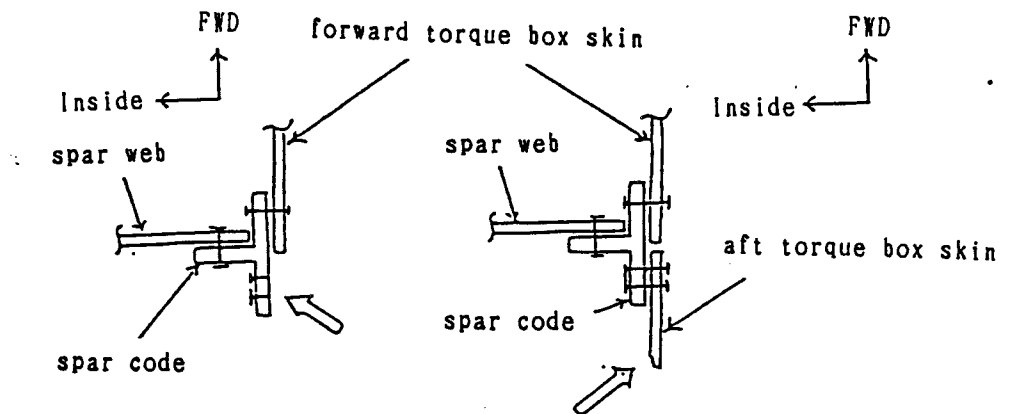 FWD
forward torque box skin
FWD
Inside
Inside
spar web
spar web
aft torque box skin
spar code
spar code